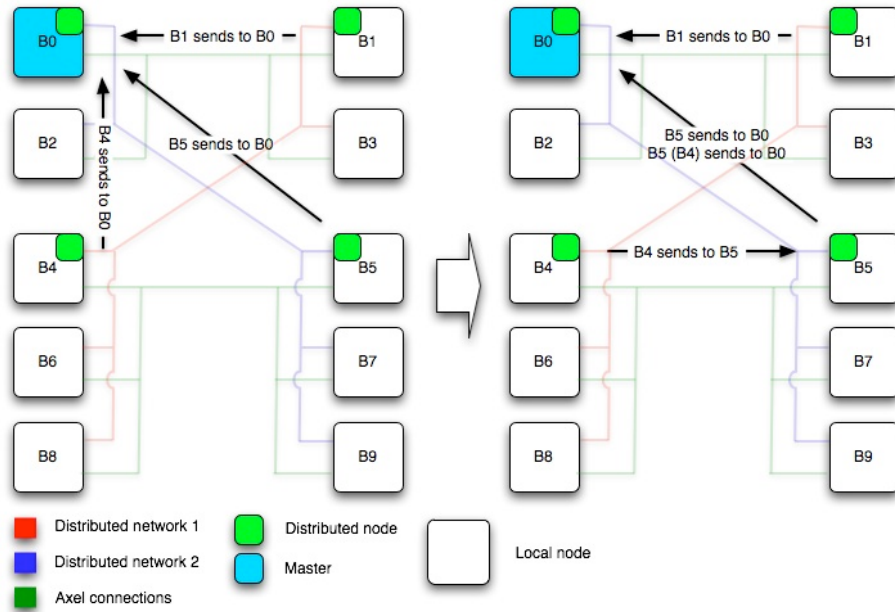 B0
B1 sends to B0
B1
B2
B4 sends to B0
B5 sends to B0
B3
B4
B5
B6
B7
B8
B9
B0
B1 sends to B0
B1
B2
B5 sends to B0
B5 (B4) sends to B0
B3
B4
B4 sends to B5
B5
B6
B7
B8
B9
Distributed network 1
Distributed network 2
Axel connections
Distributed node
Master
Local node